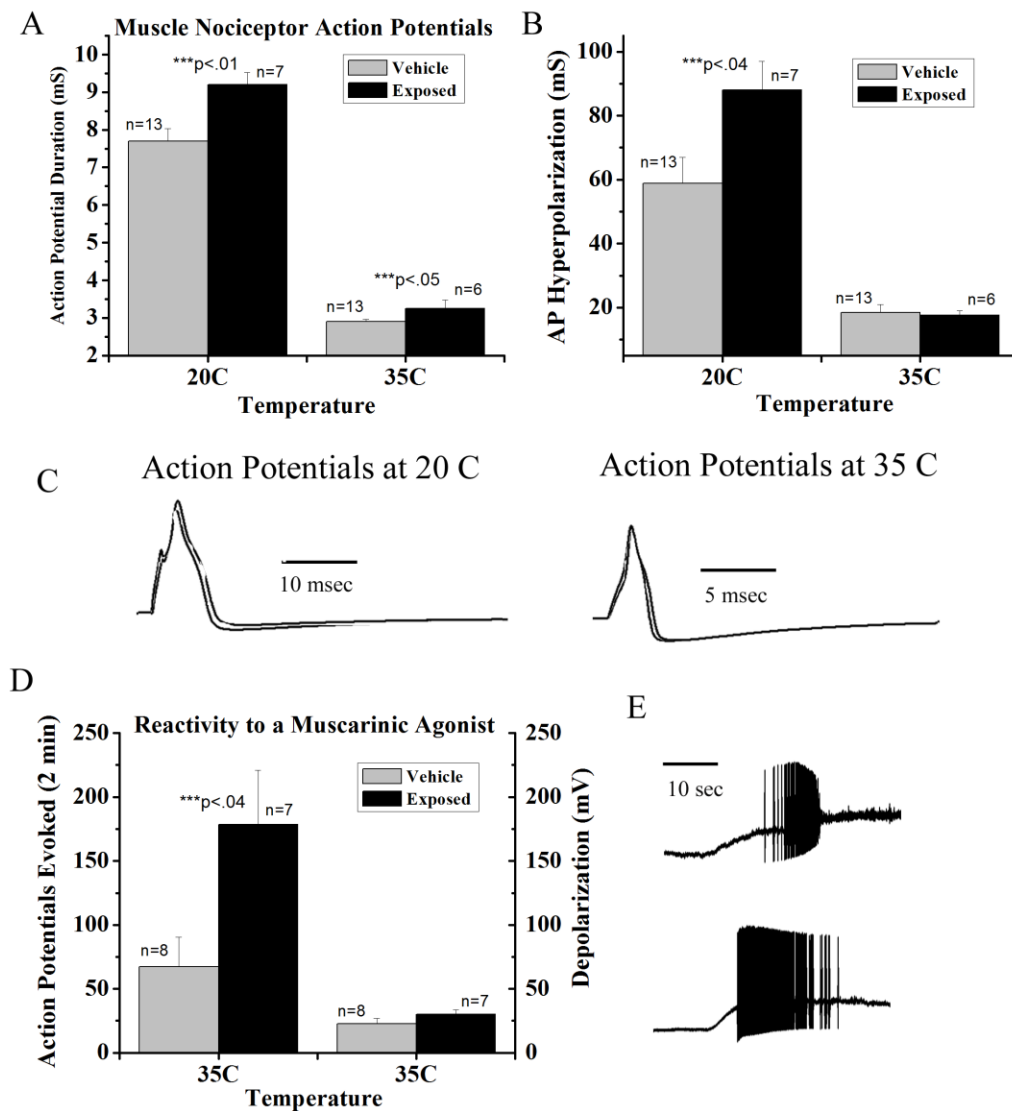 A
Muscle Nociceptor Action Potentials
Action Potential Duration (mS)
10
9
8
7
6
5
4
3
2
***p<.01
n=7
n=13
Vehicle
Exposed
***p<.05
n=13
n=6
20C
35C
Temperature
B
AP Hyperpolarization (mS)
100
80
60
40
20
***p<.04
n=7
n=13
Vehicle
Exposed
n=13
n=6
20C
35C
Temperature
C
Action Potentials at 20 C
10 msec
Action Potentials at 35 C
5 msec
D
Reactivity to a Muscarinic Agonist
Action Potentials Evoked (2 min)
250
200
150
100
50
0
***p<.04
n=7
n=8
Vehicle
Exposed
n=8
n=7
35C
35C
Temperature
250
200
150
100
50
0
Depolarization (mV)
E
10 sec